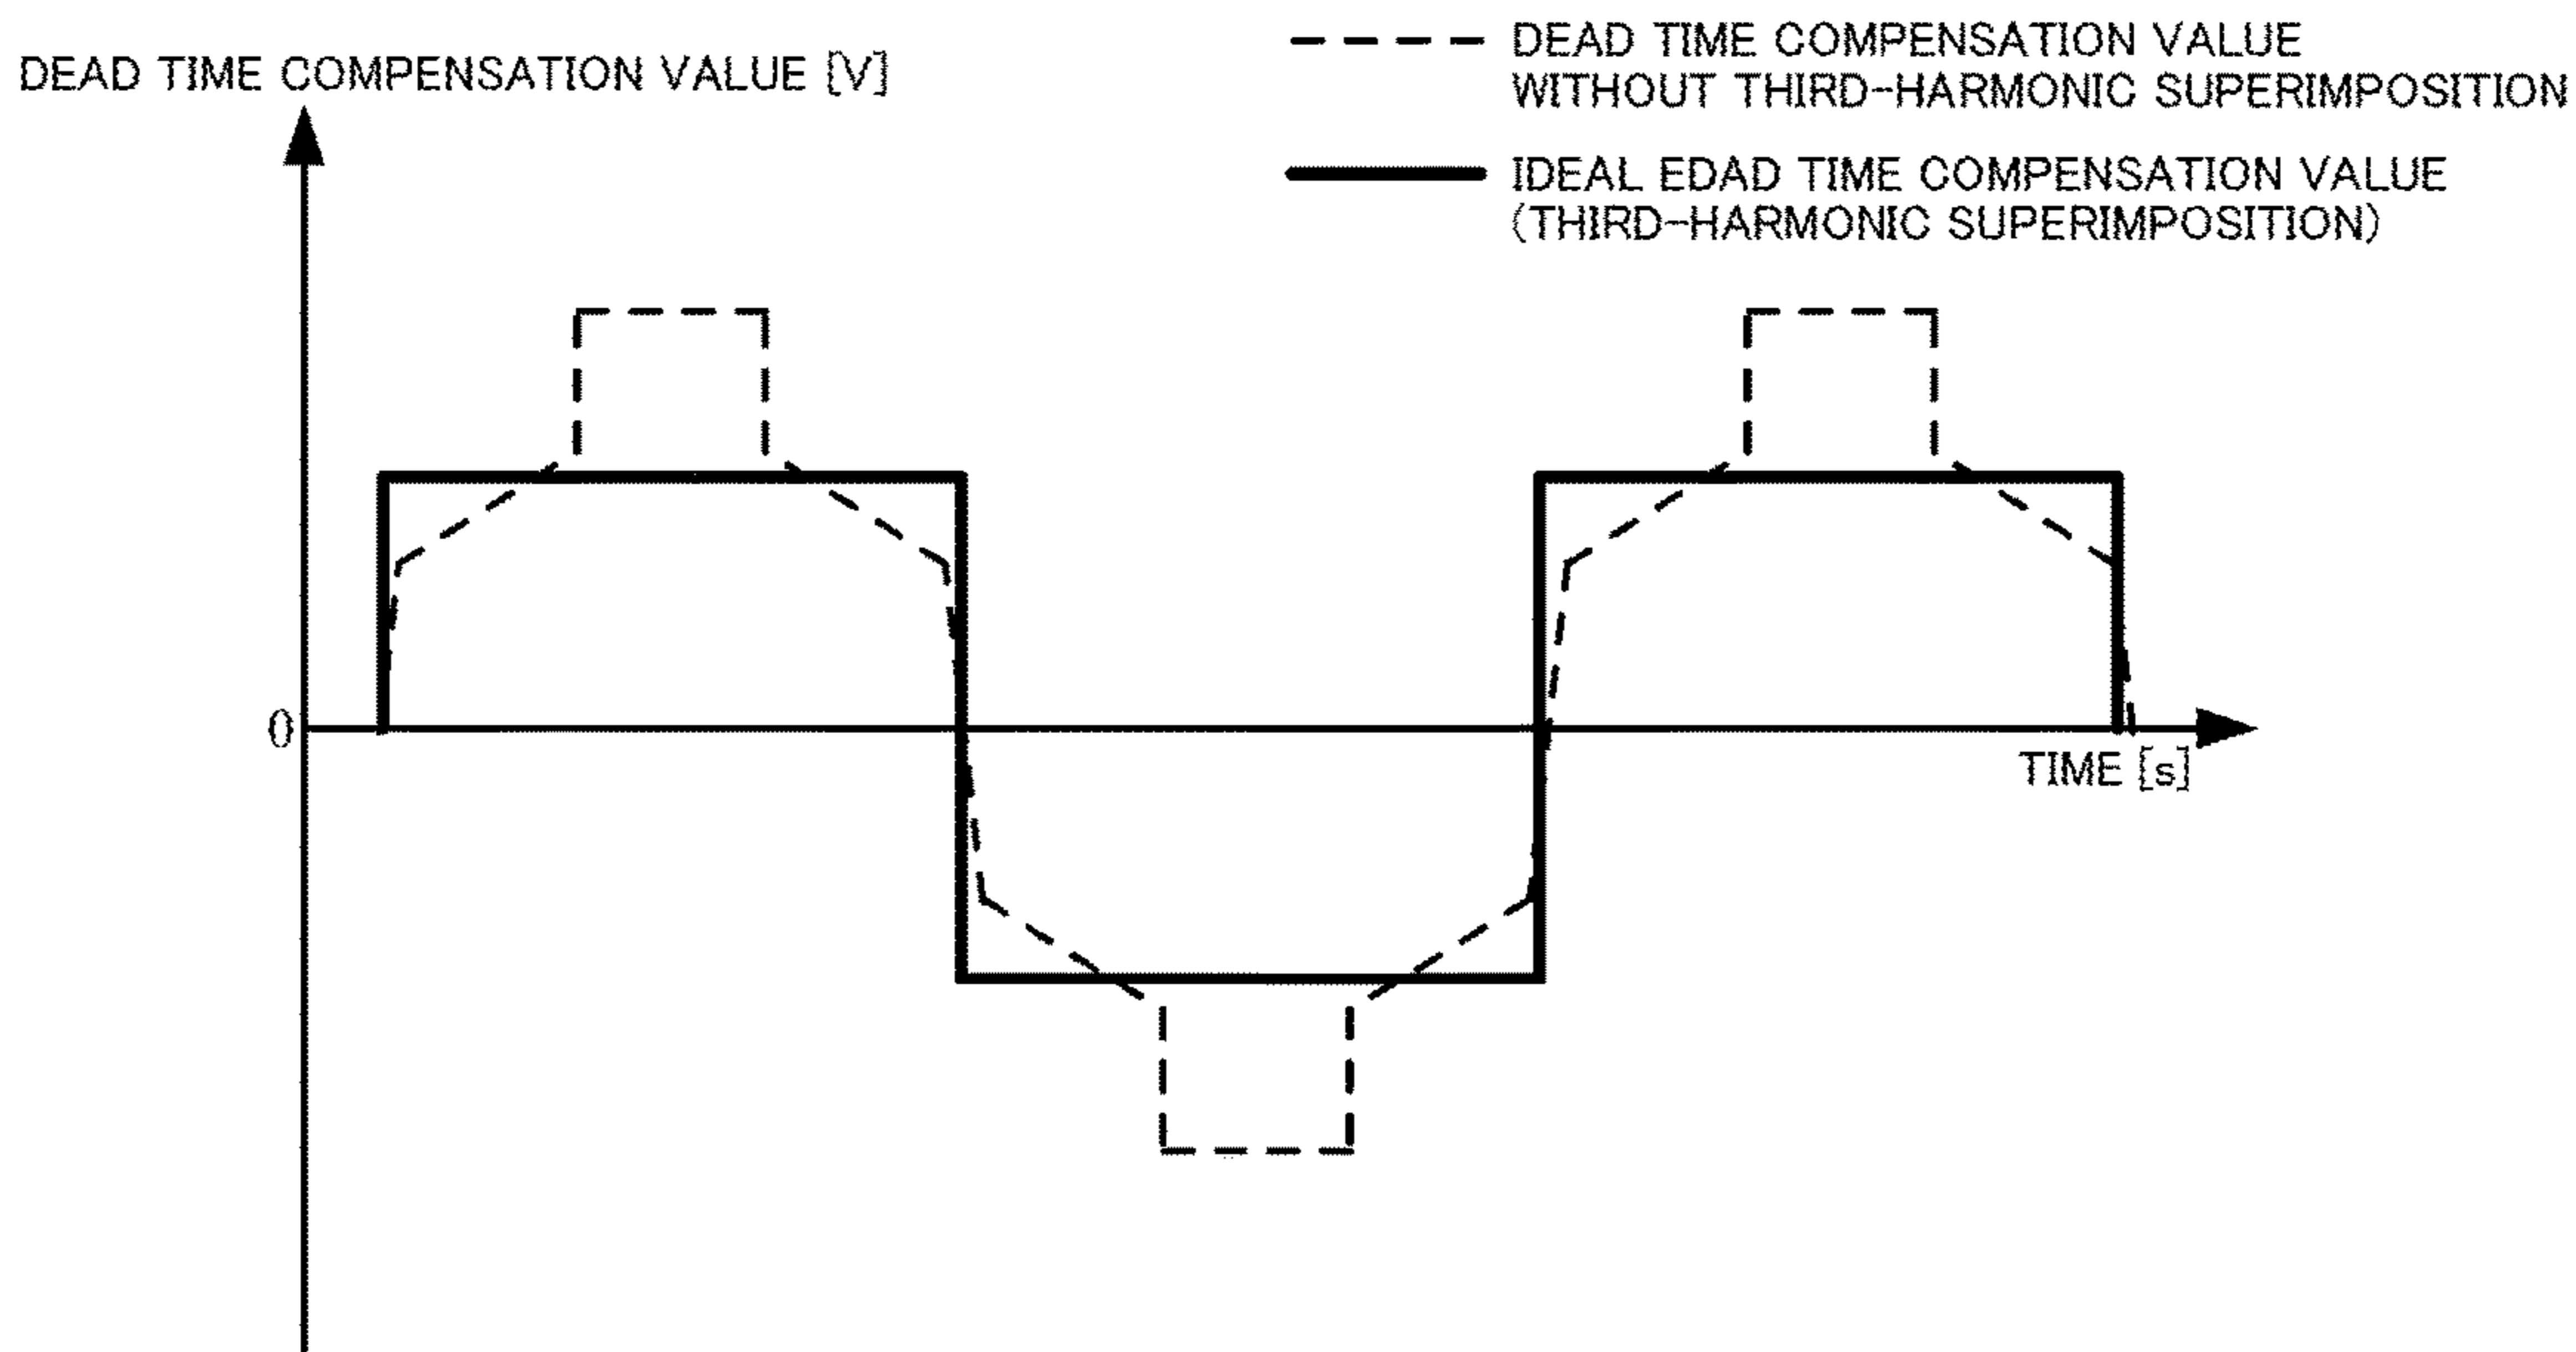 DEAD TIME COMPENSATION VALUE [V]
DEAD TIME COMPENSATION VALUE
WITHOUT THIRD-HARMONIC SUPERIMPOSITION
IDEAL EDAD TIME COMPENSATION VALUE
(THIRD-HARMONIC SUPERIMPOSITION)
0
TIME [s]